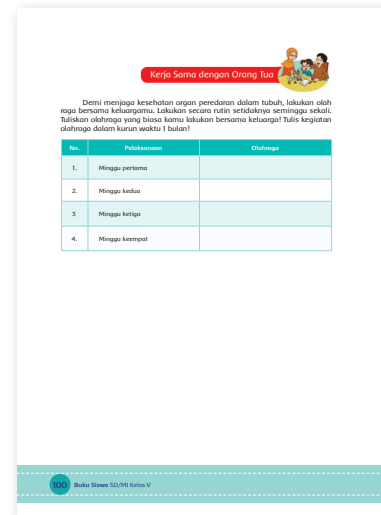 Kerja Sama dengan Orang Tua
Demi menjaga kesehatan organ peredaran dalam tubuh, lakukan olah
raga bersama keluargamu. Lakukan secara rutin setidaknya seminggu sekali.
Tuliskan olahraga yang biasa kamu lakukan bersama keluarga! Tulis kegiatan
olahraga dalam kurun waktu 1 bulan!
No. Pelaksanaan Olahraga
1. Minggu pertama
2. Minggu kedua
3 Minggu ketiga
4. Minggu keempat
100 Buku Siswa SD/MI Kelas V